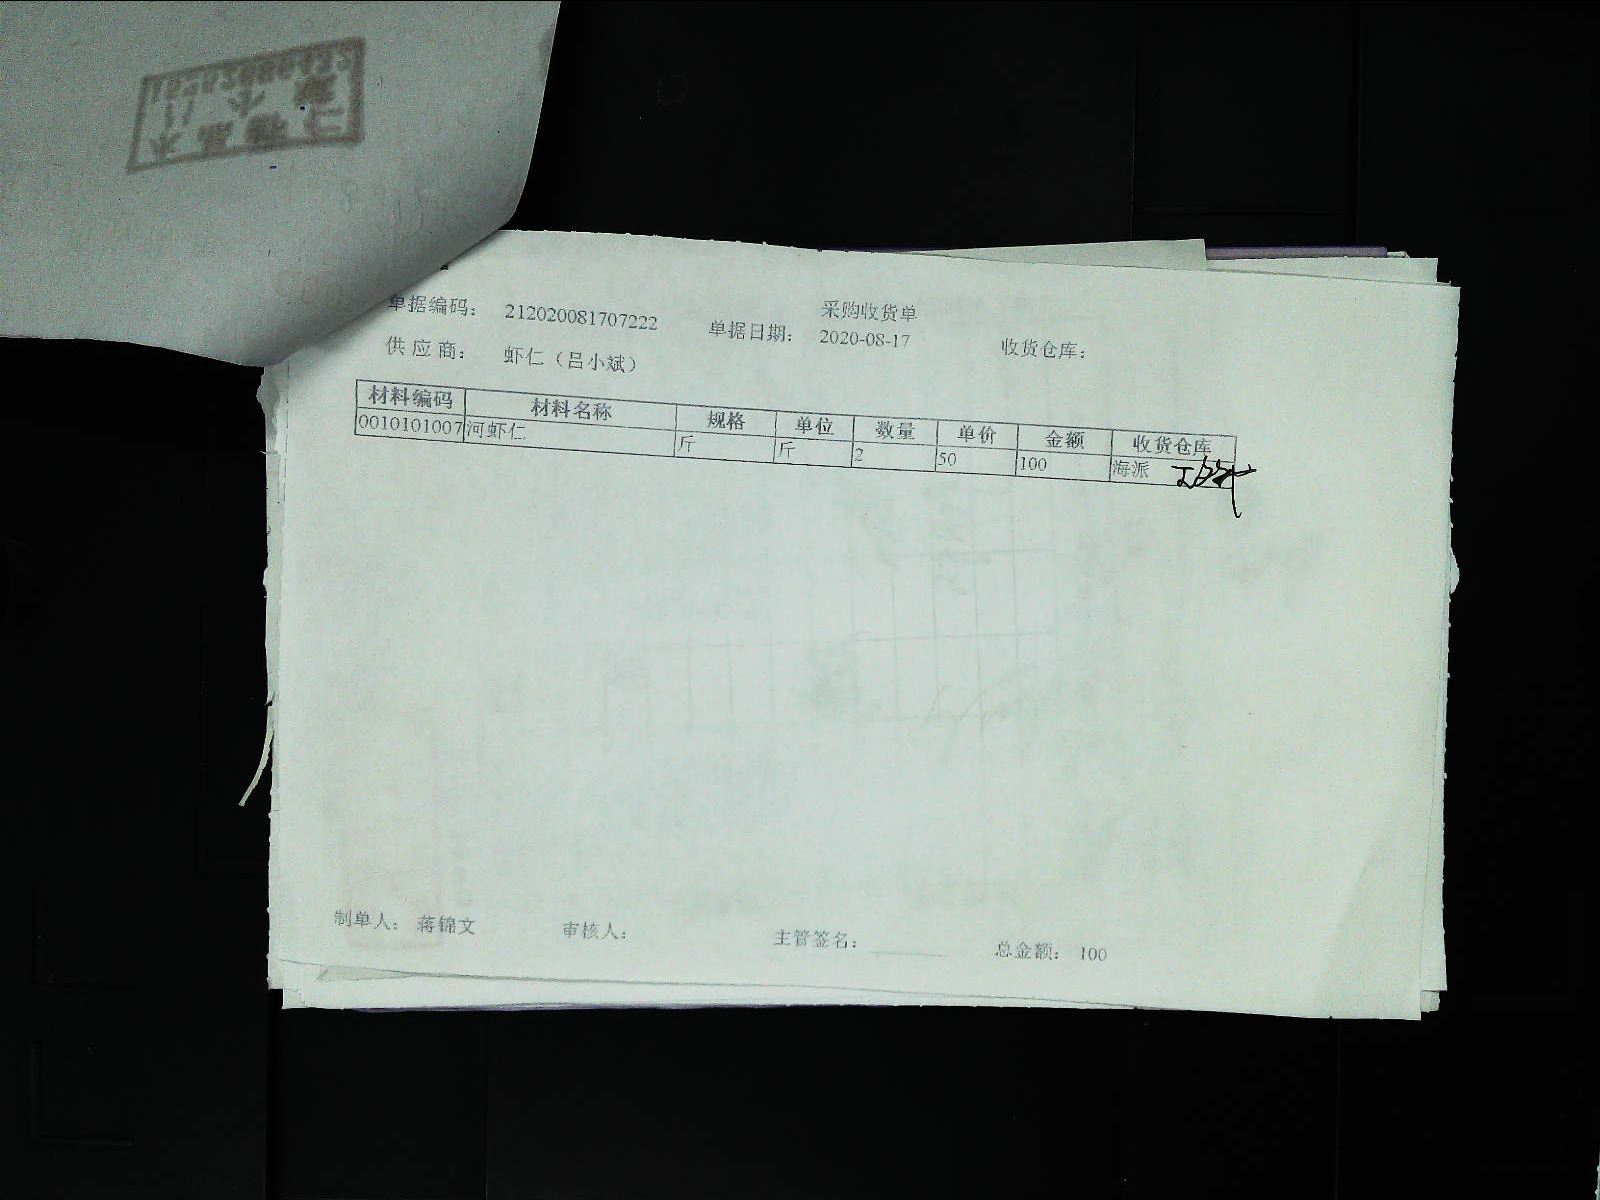 采购收货单
单据编码： 212020081707222 单据日期： 2020-08-17 收货仓库：
供应商： 虾仁（吕小斌）
材料编码 材料名称 规格 单位 数量 单价 金额 收货仓库
0010101007 河虾仁 斤 斤 2 50 100 海派
制单人： 蒋锦文 审核人： 主管签名： 总金额： 100